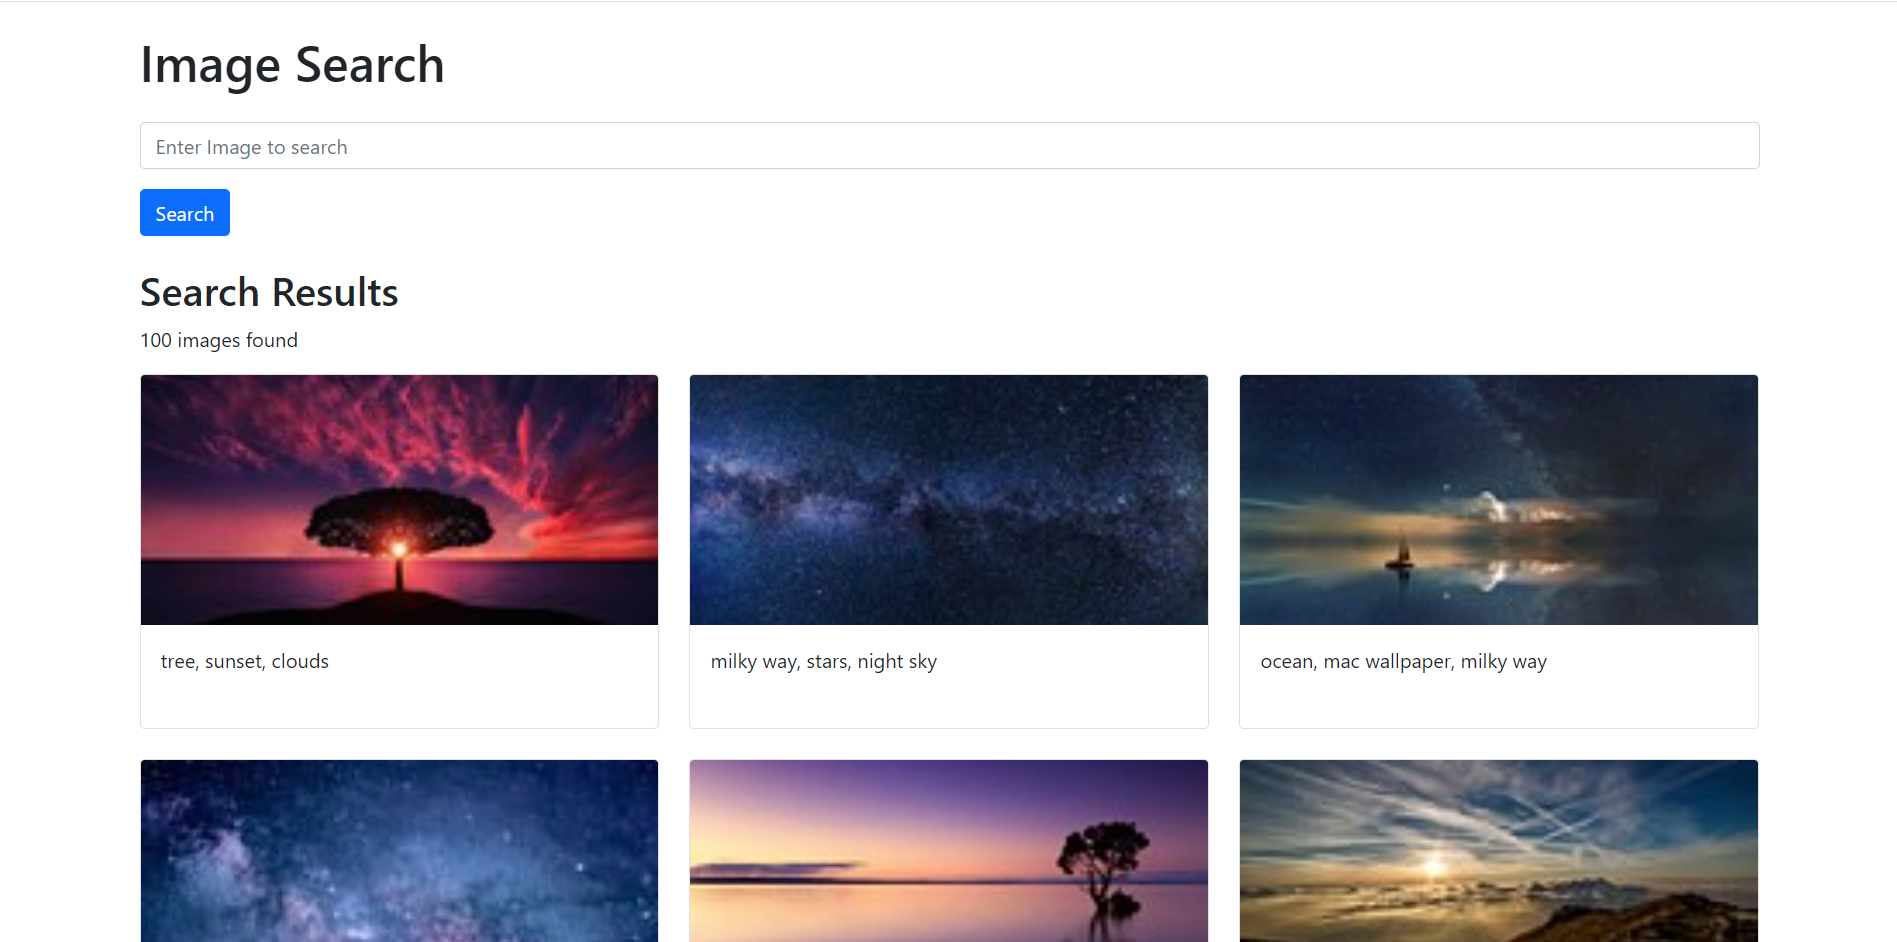 Image Search
Enter Image to search
Search
Search Results
100 images found
tree, sunset, clouds
milky way, stars, night sky
ocean, mac wallpaper, milky way